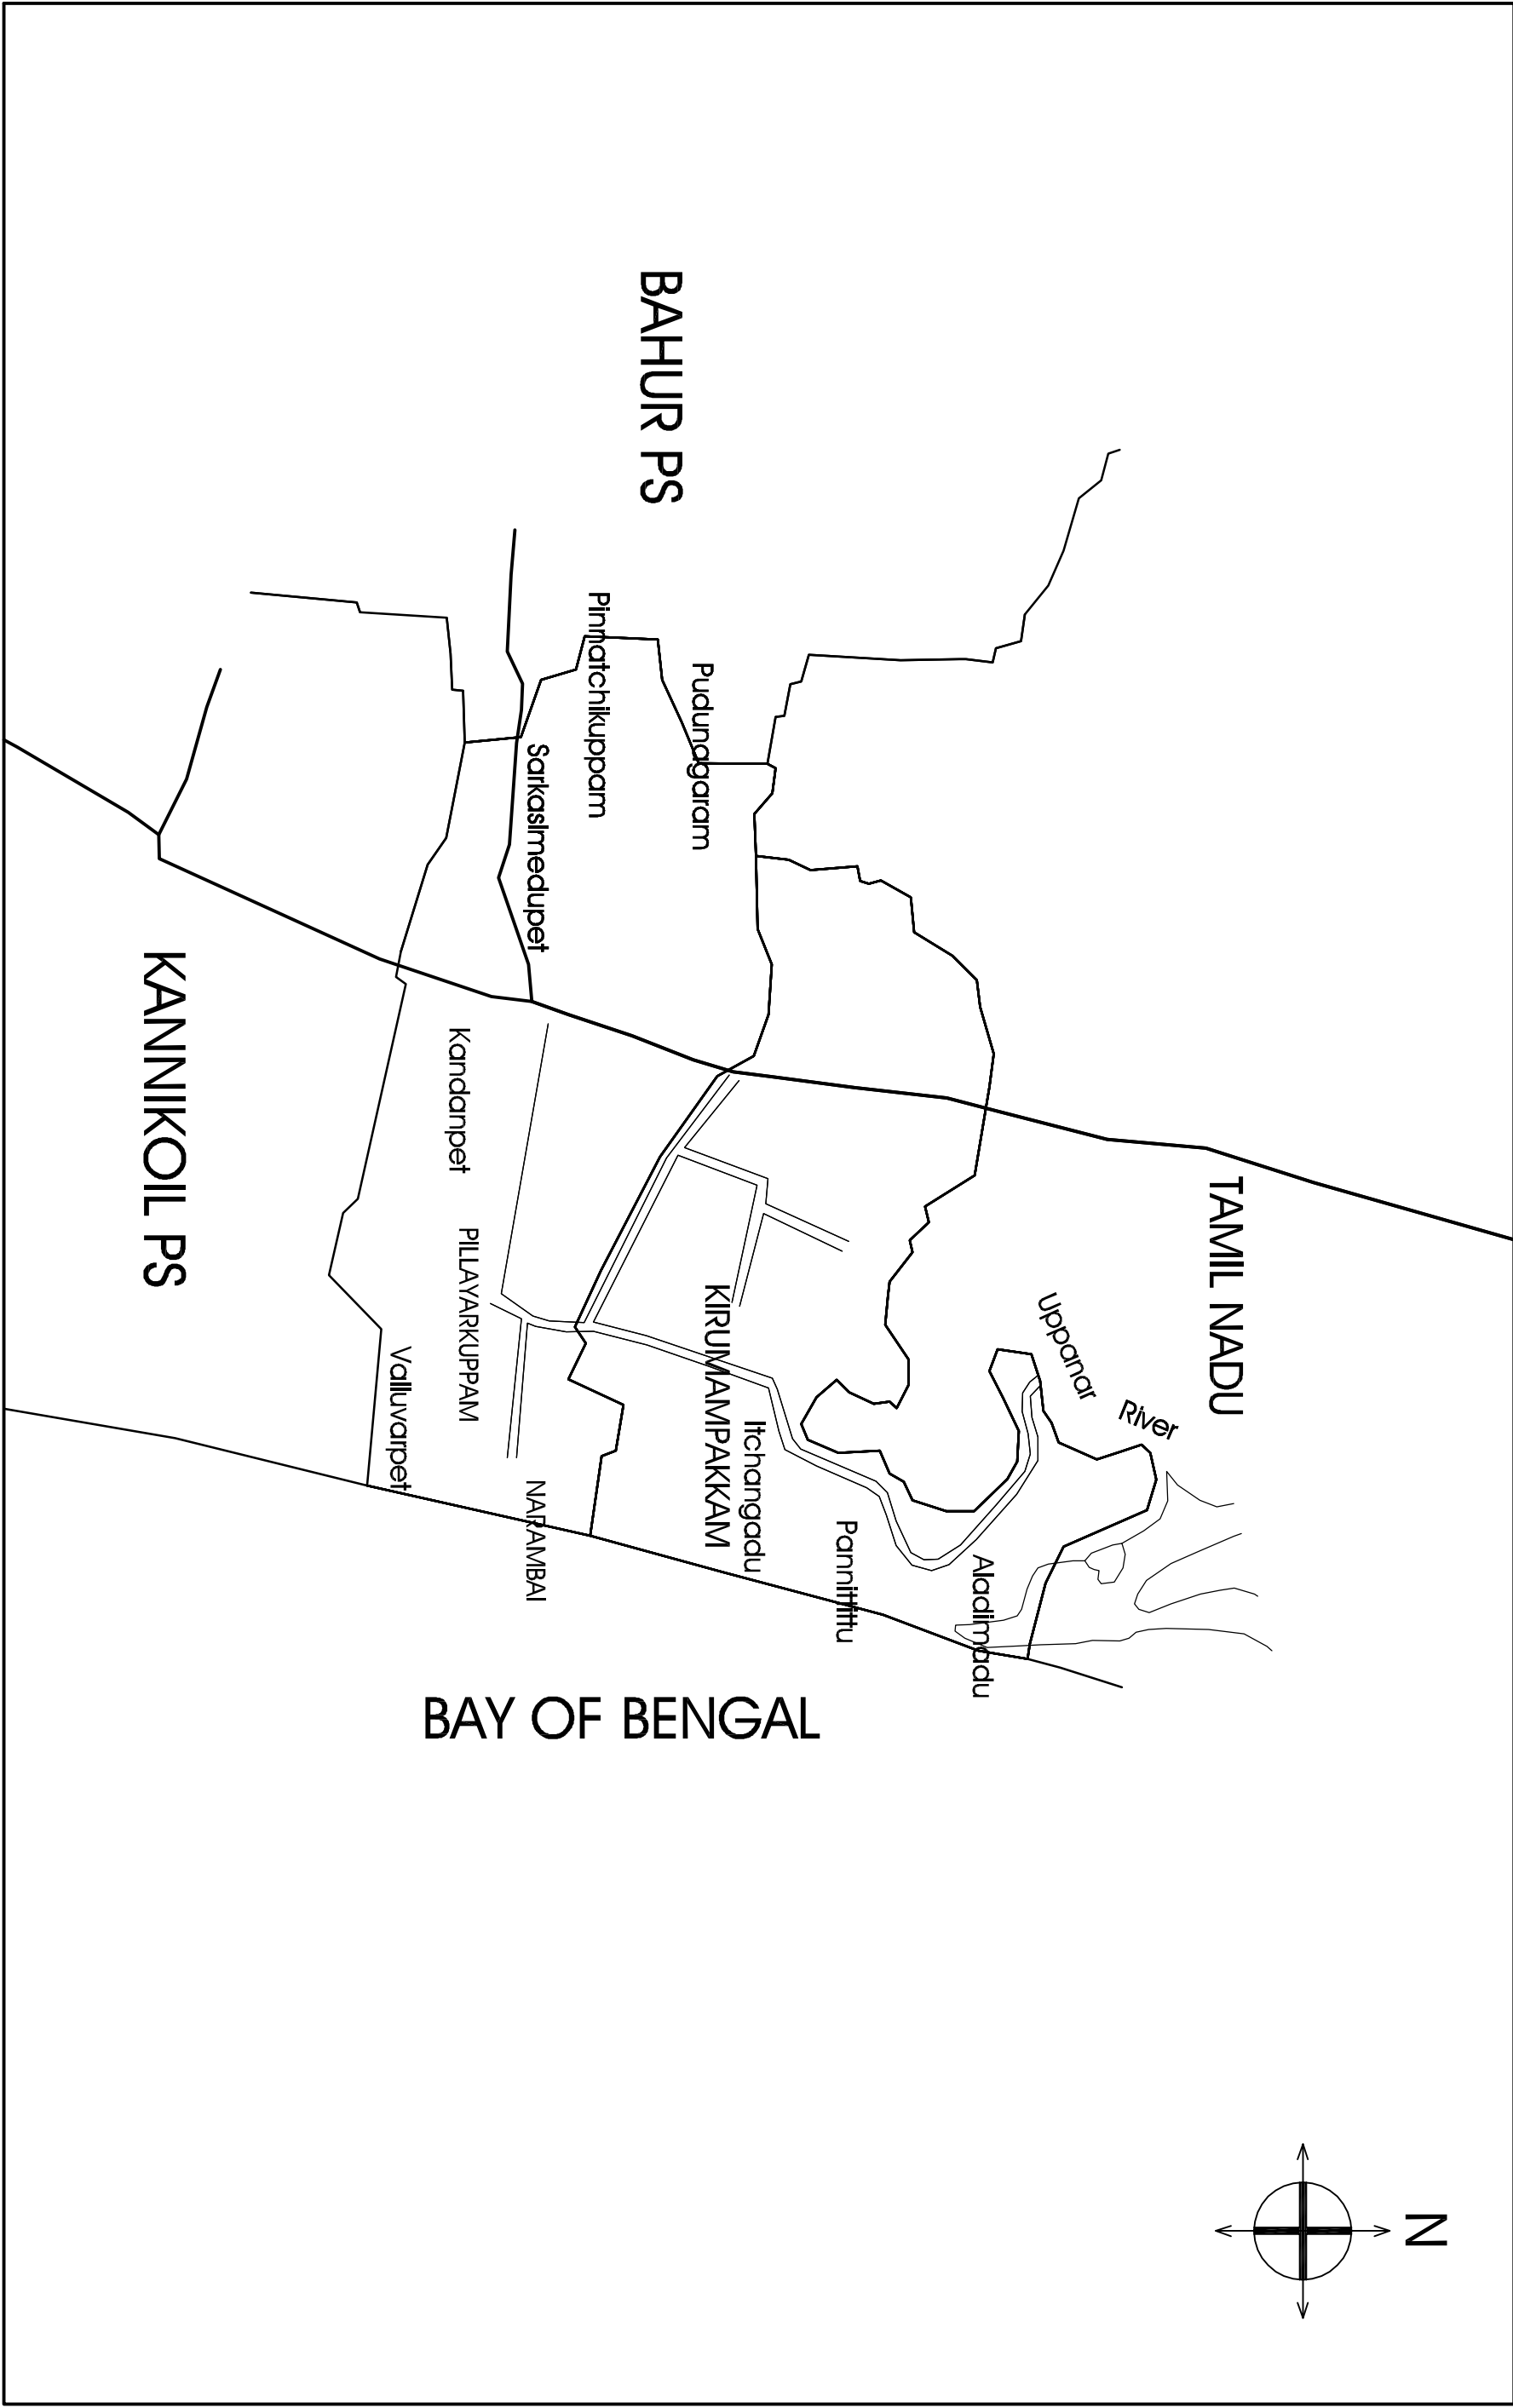 N
TAMIL NADU
Uppanar
River
BAHUR PS
Pudunagaram
Pinnatchikuppam
Sarkasimedupet
Aladimadu
Pannithittu
Itchangadu
KIRUMAMPAKKAM
BAY OF BENGAL
NARAMBAI
PILLAYARKUPPAM
Kandanpet
Valluvarpet
KANNIKOIL PS